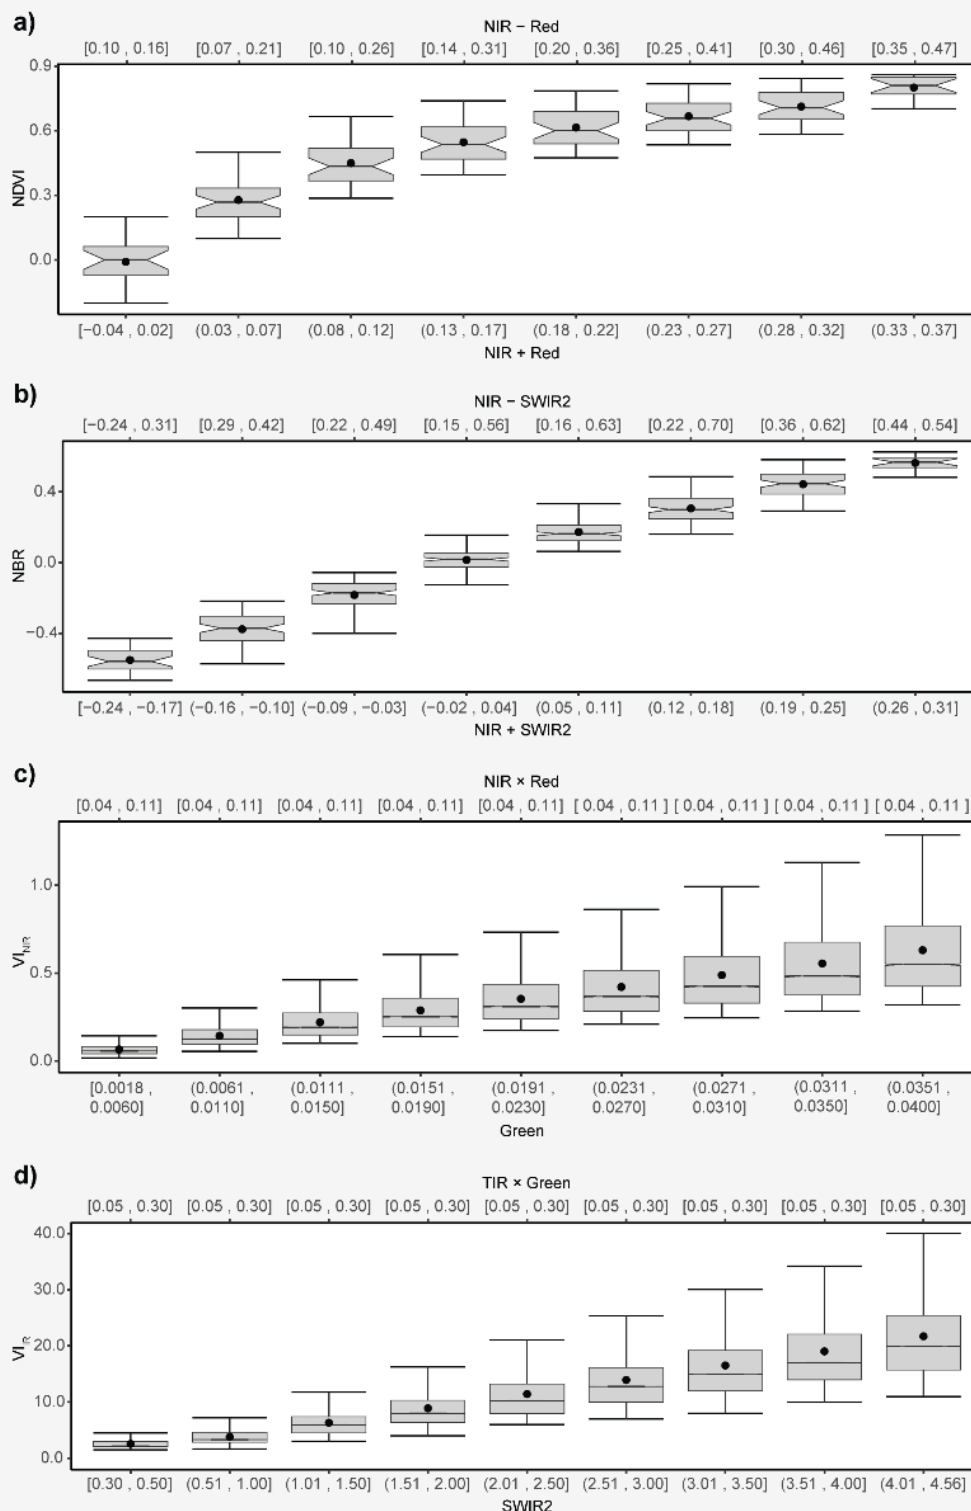 a)
NIR − Red
[0.10 , 0.16] [0.07 , 0.21] [0.10 , 0.26] [0.14 , 0.31] [0.20 , 0.36] [0.25 , 0.41] [0.30 , 0.46] [0.35 , 0.47]
0.9
0.6
0.3
0.0
NDVI
[−0.04 , 0.02] (0.03 , 0.07] (0.08 , 0.12] (0.13 , 0.17] (0.18 , 0.22] (0.23 , 0.27] (0.28 , 0.32] (0.33 , 0.37]
NIR + Red
b)
NIR − SWIR2
[−0.24 , 0.31] [0.29 , 0.42] [0.22 , 0.49] [0.15 , 0.56] [0.16 , 0.63] [0.22 , 0.70] [0.36 , 0.62] [0.44 , 0.54]
0.4
0.0
−0.4
NBR
[−0.24 −0.17] (−0.16 , −0.10] (−0.09 , −0.03] (−0.02 , 0.04] (0.05 , 0.11] (0.12 , 0.18] (0.19 , 0.25] (0.26 , 0.31]
NIR + SWIR2
c)
NIR × Red
[0.04 , 0.11] [0.04 , 0.11] [0.04 , 0.11] [0.04 , 0.11] [0.04 , 0.11] [ 0.04 , 0.11 ] [ 0.04 , 0.11 ] [ 0.04 , 0.11 ] [ 0.04 , 0.11 ]
1.0
0.5
0.0
VI_NIR
[0.0018 , (0.0061 , (0.0111 , (0.0151 , (0.0191 , (0.0231 , (0.0271 , (0.0311 , (0.0351 ,
0.0060] 0.0110] 0.0150] 0.0190] 0.0230] 0.0270] 0.0310] 0.0350] 0.0400]
Green
d)
TIR × Green
[0.05 , 0.30] [0.05 , 0.30] [0.05 , 0.30] [0.05 , 0.30] [0.05 , 0.30] [0.05 , 0.30] [0.05 , 0.30] [0.05 , 0.30] [0.05 , 0.30]
40.0
30.0
20.0
10.0
0.0
VI_IR
[0.30 , 0.50] (0.51 , 1.00] (1.01 , 1.50] (1.51 , 2.00] (2.01 , 2.50] (2.51 , 3.00] (3.01 , 3.50] (3.51 , 4.00] (4.01 , 4.56]
SWIR2